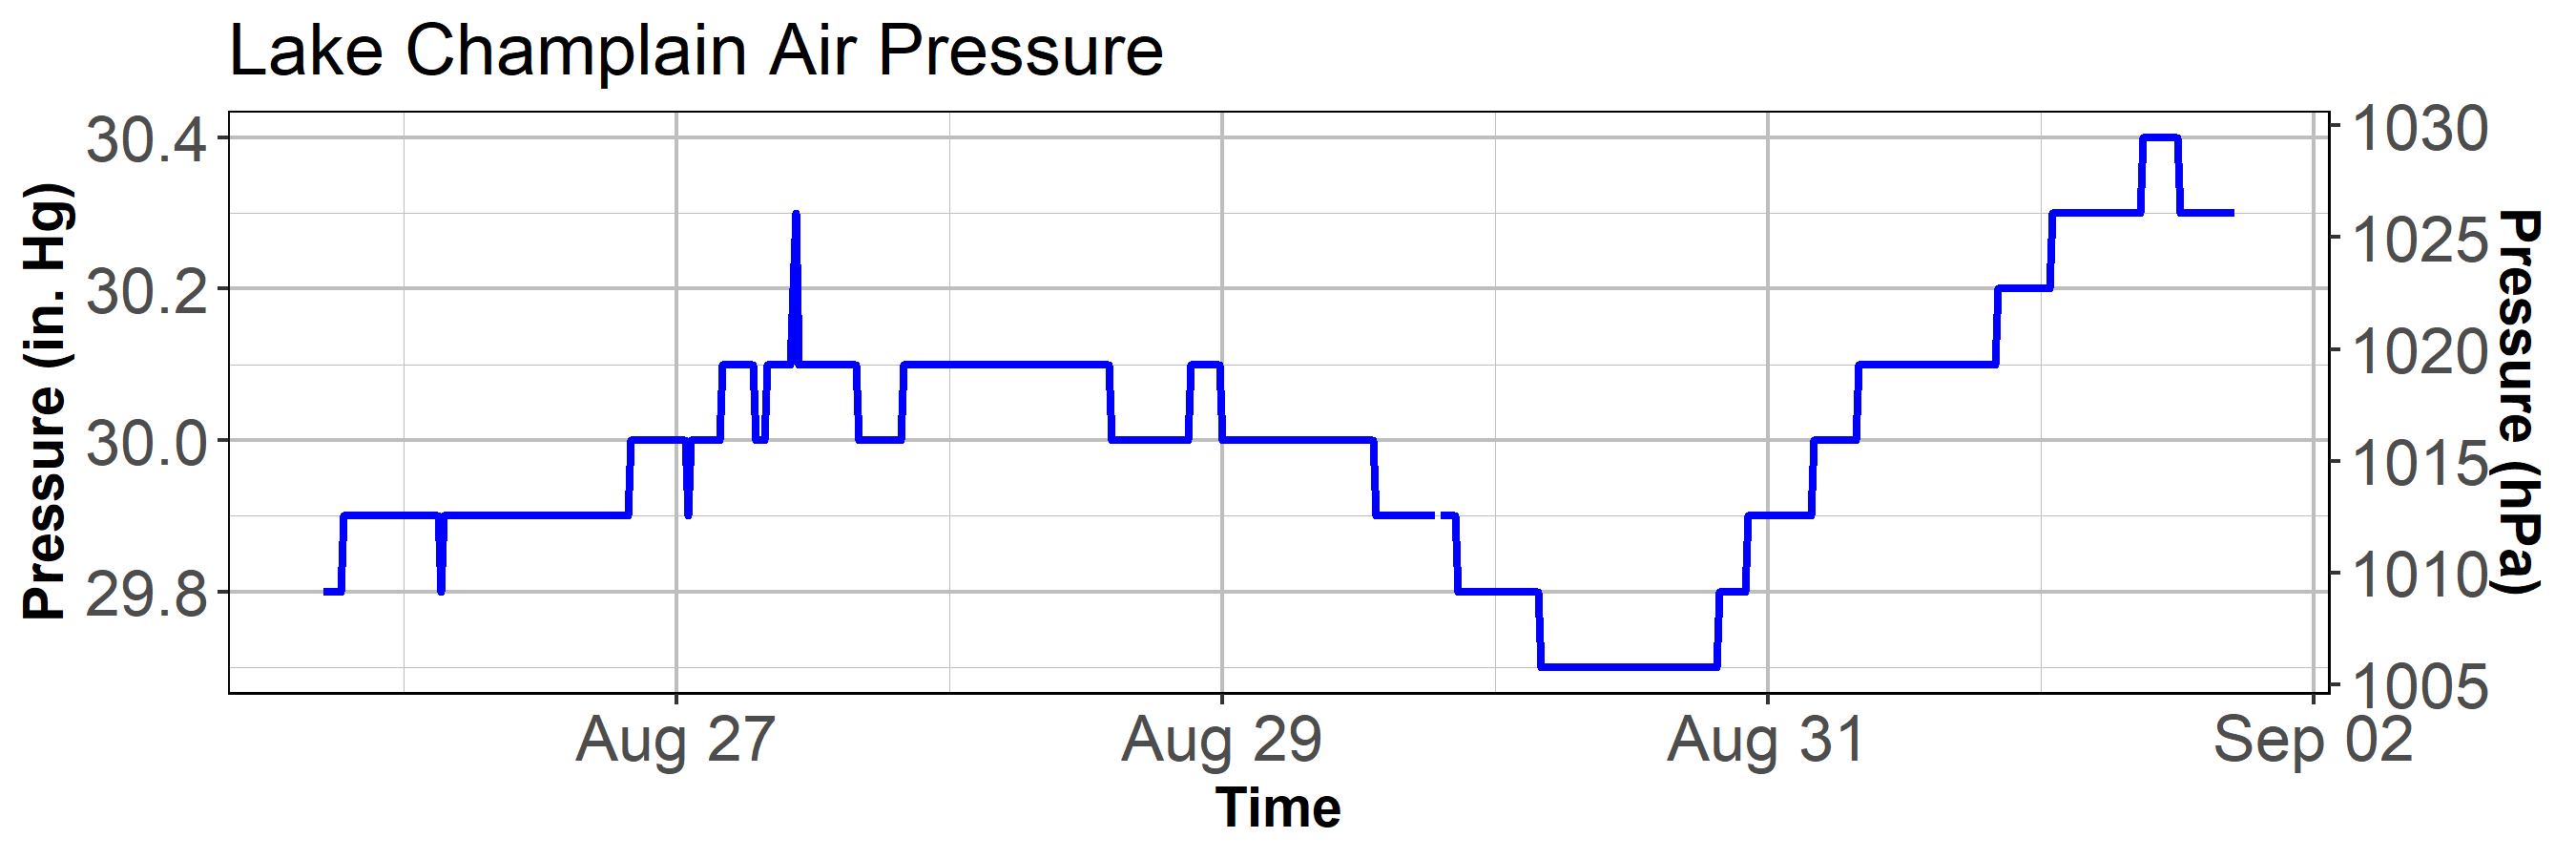 Lake Champlain Air Pressure
Pressure (in. Hg)
30.4
30.2
30.0
29.8
1030
1025
1020
1015
1010
1005
Pressure (hPa)
Aug 27 Aug 29 Aug 31 Sep 02
Time